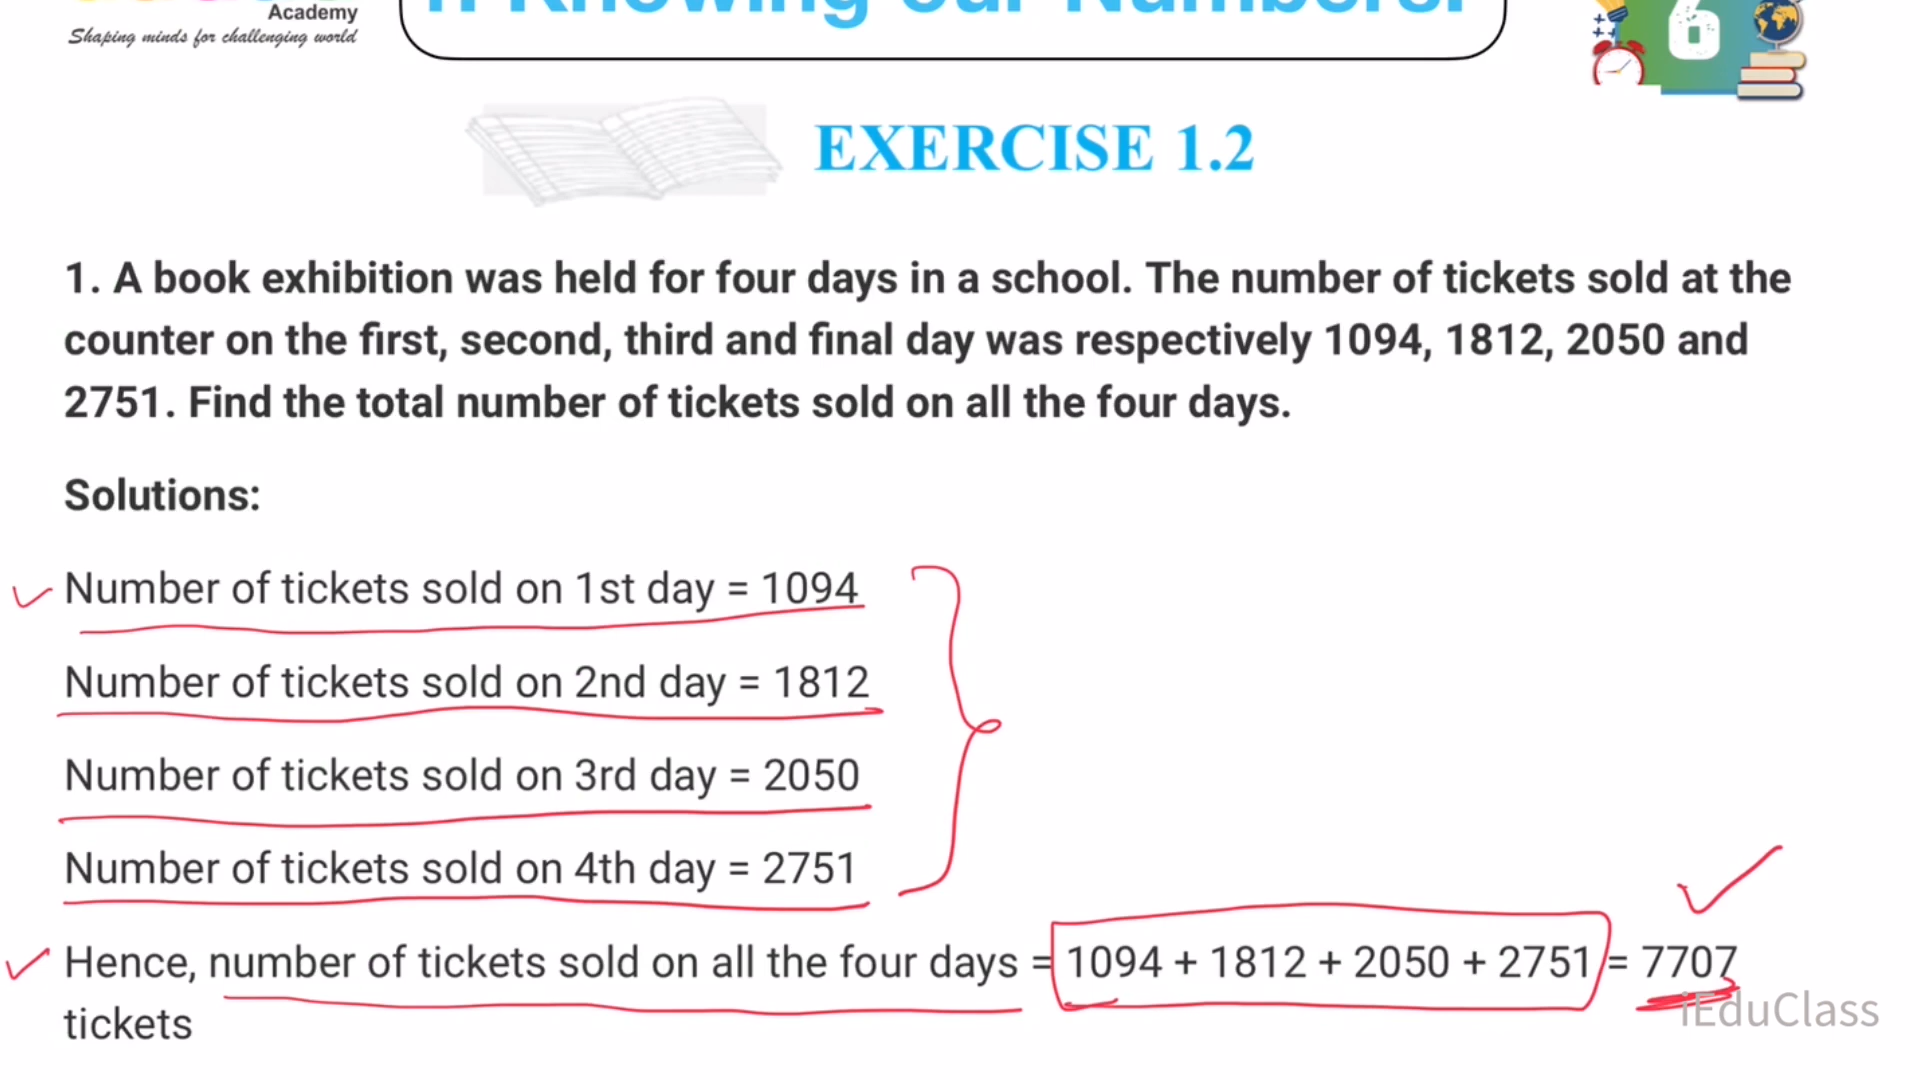 Academy
Shaping minds for challenging world
1. Knowing our Numbers.
6
EXERCISE 1.2
1. A book exhibition was held for four days in a school. The number of tickets sold at the
counter on the first, second, third and final day was respectively 1094, 1812, 2050 and
2751. Find the total number of tickets sold on all the four days.
Solutions:
Number of tickets sold on 1st day = 1094
Number of tickets sold on 2nd day = 1812
Number of tickets sold on 3rd day = 2050
Number of tickets sold on 4th day = 2751
Hence, number of tickets sold on all the four days = 1094 + 1812 + 2050 + 2751 = 7707
tickets
iEduClass